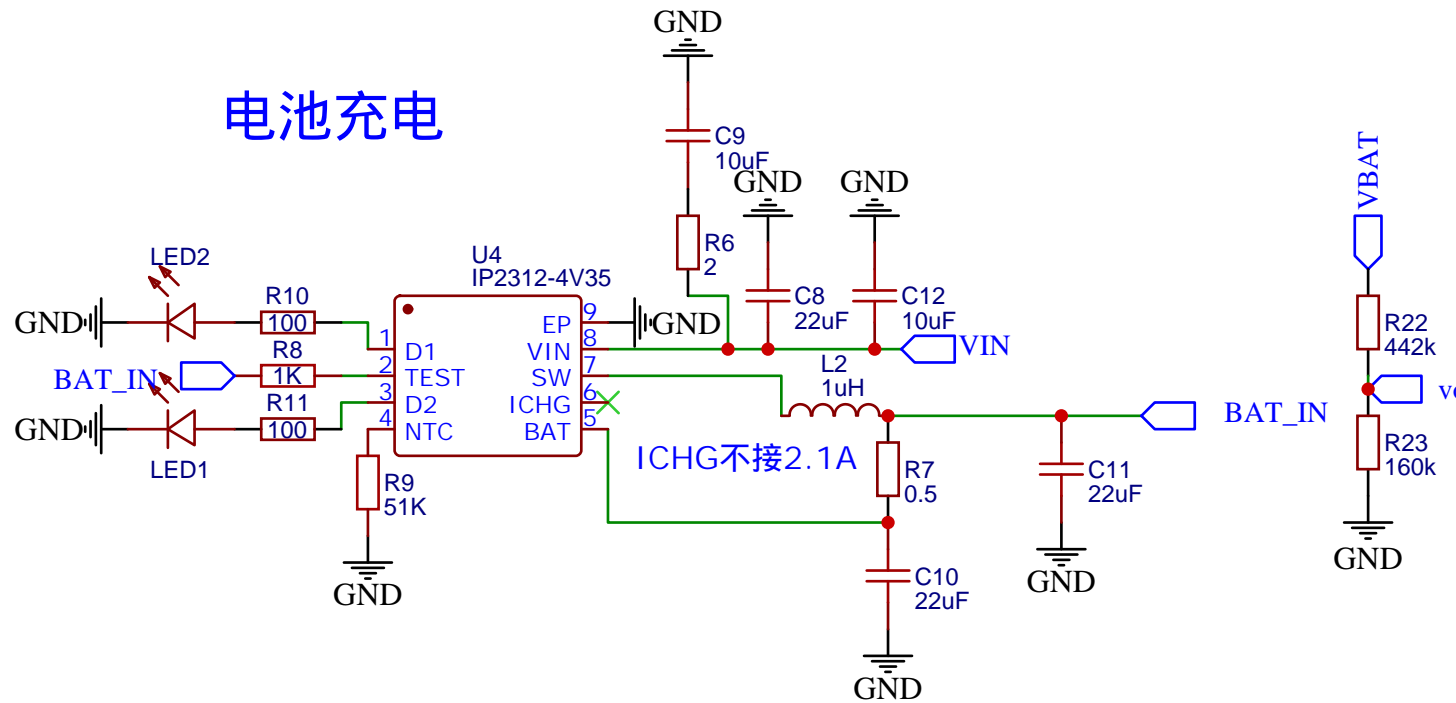 GND
电池充电
C9
10uF
GND
GND
VBAT
R6
2
LED2
U4
IP2312-4V35
R10
100
C8
22uF
C12
10uF
GND
EP
9
GND
R22
442k
1
D1
VIN
8
VIN
R8
1K
2
TEST
SW
7
L2
1uH
BAT_IN
R11
100
3
D2
ICHG
6
BAT_IN
GND
4
NTC
BAT
5
R23
160k
LED1
ICHG不接2.1A
R7
0.5
C11
22uF
R9
51K
GND
GND
C10
22uF
GND
GND